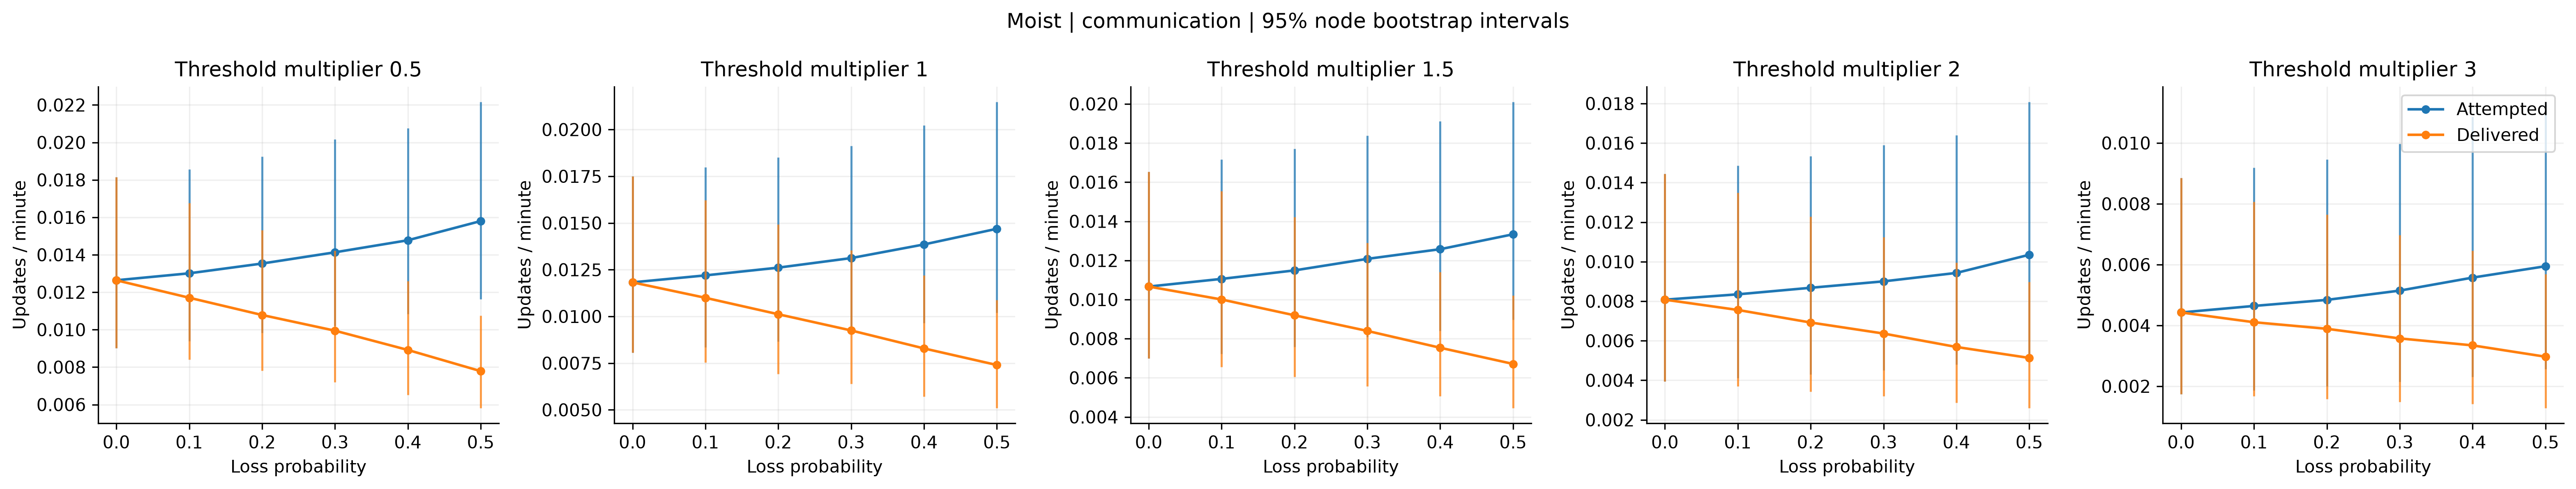 Moist | communication | 95% node bootstrap intervals
Threshold multiplier 0.5
Updates / minute
0.022
0.020
0.018
0.016
0.014
0.012
0.010
0.008
0.006
0.0 0.1 0.2 0.3 0.4 0.5
Loss probability
Threshold multiplier 1
Updates / minute
0.0200
0.0175
0.0150
0.0125
0.0100
0.0075
0.0050
0.0 0.1 0.2 0.3 0.4 0.5
Loss probability
Threshold multiplier 1.5
Updates / minute
0.020
0.018
0.016
0.014
0.012
0.010
0.008
0.006
0.004
0.0 0.1 0.2 0.3 0.4 0.5
Loss probability
Threshold multiplier 2
Updates / minute
0.018
0.016
0.014
0.012
0.010
0.008
0.006
0.004
0.002
0.0 0.1 0.2 0.3 0.4 0.5
Loss probability
Threshold multiplier 3
Attempted
Delivered
Updates / minute
0.010
0.008
0.006
0.004
0.002
0.0 0.1 0.2 0.3 0.4 0.5
Loss probability